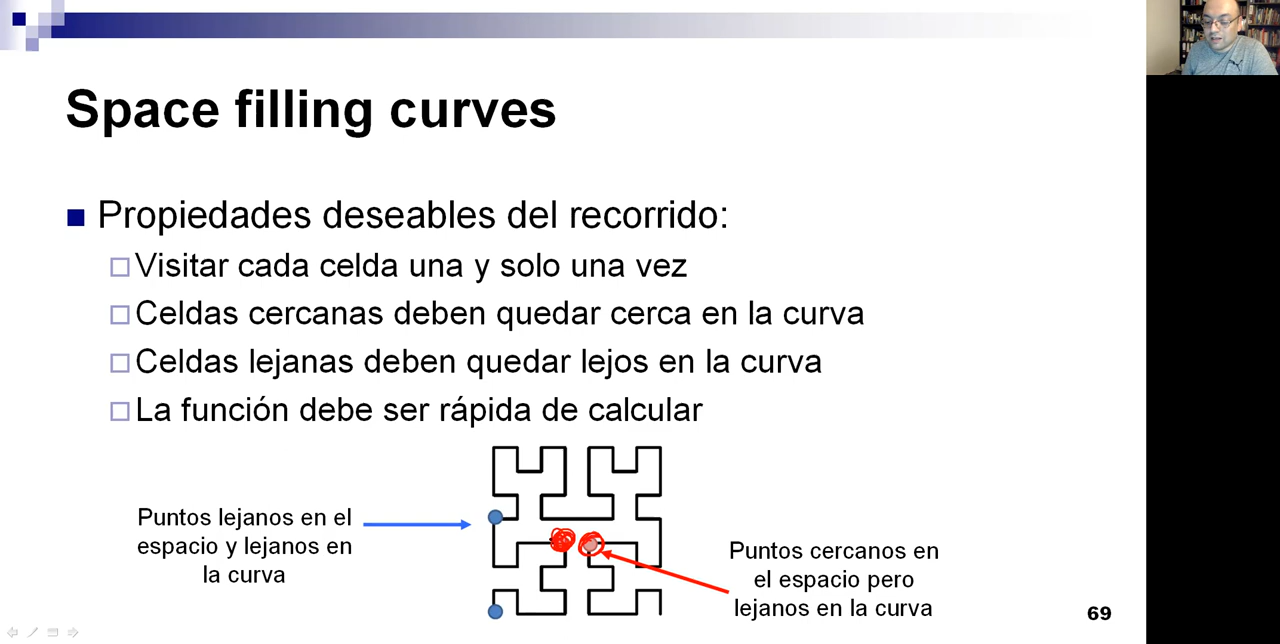 Space filling curves
Propiedades deseables del recorrido:
Visitar cada celda una y solo una vez
Celdas cercanas deben quedar cerca en la curva
Celdas lejanas deben quedar lejos en la curva
La función debe ser rápida de calcular
Puntos lejanos en el
espacio y lejanos en
la curva
Puntos cercanos en
el espacio pero
lejanos en la curva
69